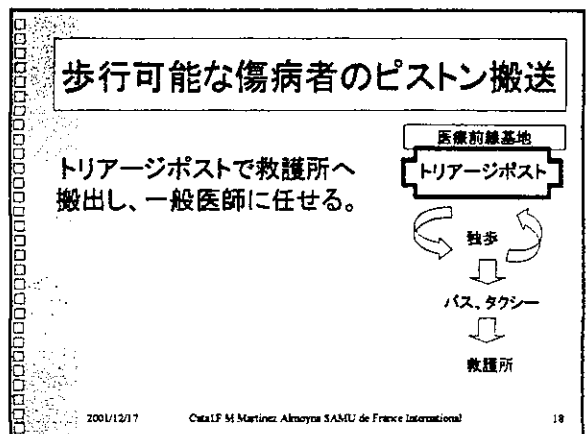 歩行可能な傷病者のピストン搬送
トリアージポストで救護所へ
搬出し、一般医師に任せる。
医療前線基地
トリアージポスト
独歩
バス、タクシー
救護所
2001/12/17
M Martinez Almoyna SAMU de France International
18